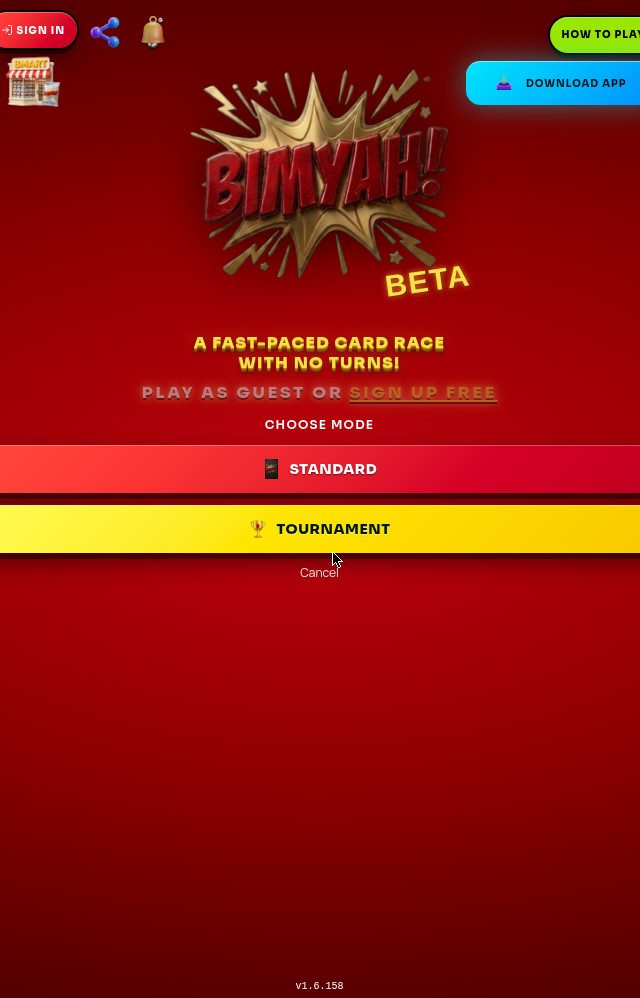 SIGN IN
HOW TO PLAY
BMART
DOWNLOAD APP
BIMYAH!
BETA
A FAST-PACED CARD RACE
WITH NO TURNS!
PLAY AS GUEST OR SIGN UP FREE
CHOOSE MODE
STANDARD
TOURNAMENT
Cancel
v1.6.158